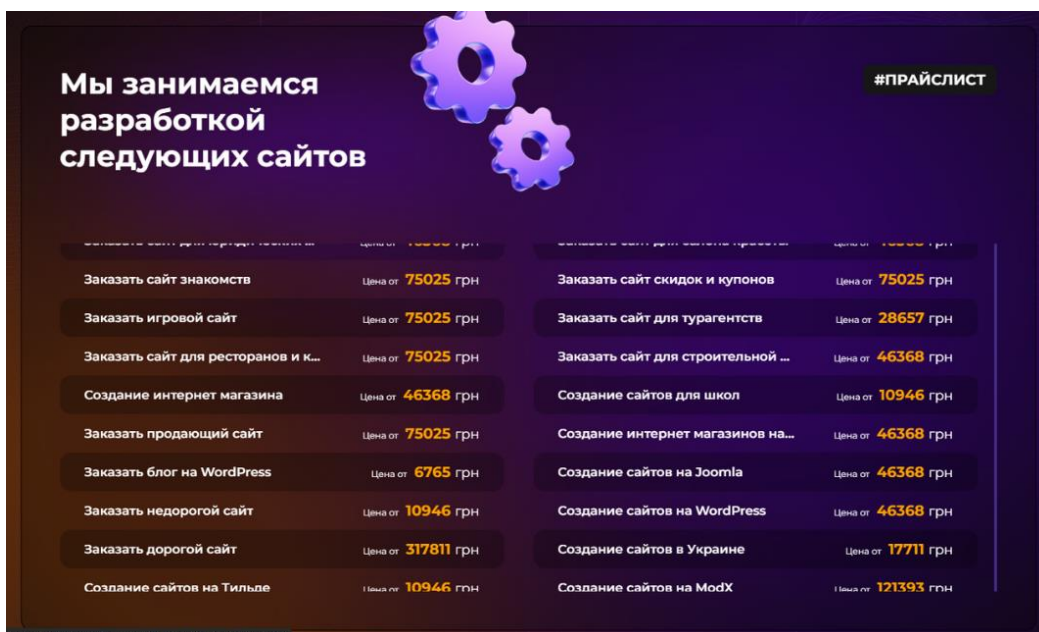 Мы занимаемся
разработкой
следующих сайтов
#ПРАЙСЛИСТ
Заказать сайт знакомств Цена от 75025 грн
Заказать сайт скидок и купонов Цена от 75025 грн
Заказать игровой сайт Цена от 75025 грн
Заказать сайт для турагентств Цена от 28657 грн
Заказать сайт для ресторанов и к... Цена от 75025 грн
Заказать сайт для строительной ... Цена от 46368 грн
Создание интернет магазина Цена от 46368 грн
Создание сайтов для школ Цена от 10946 грн
Заказать продающий сайт Цена от 75025 грн
Создание интернет магазинов на... Цена от 46368 грн
Заказать блог на WordPress Цена от 6765 грн
Создание сайтов на Joomla Цена от 46368 грн
Заказать недорогой сайт Цена от 10946 грн
Создание сайтов на WordPress Цена от 46368 грн
Заказать дорогой сайт Цена от 317811 грн
Создание сайтов в Украине Цена от 17711 грн
Создание сайтов на Тильде Цена от 10946 грн
Создание сайтов на ModX Цена от 121393 грн